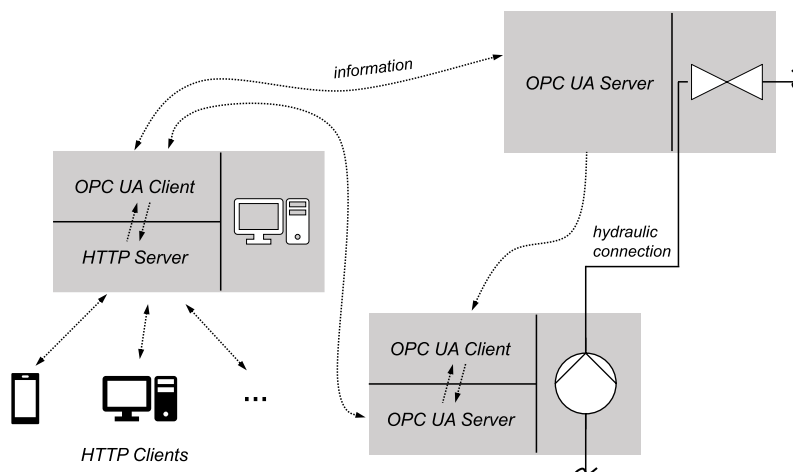 information
OPC UA Server
OPC UA Client
HTTP Server
hydraulic
connection
OPC UA Client
OPC UA Server
...
HTTP Clients